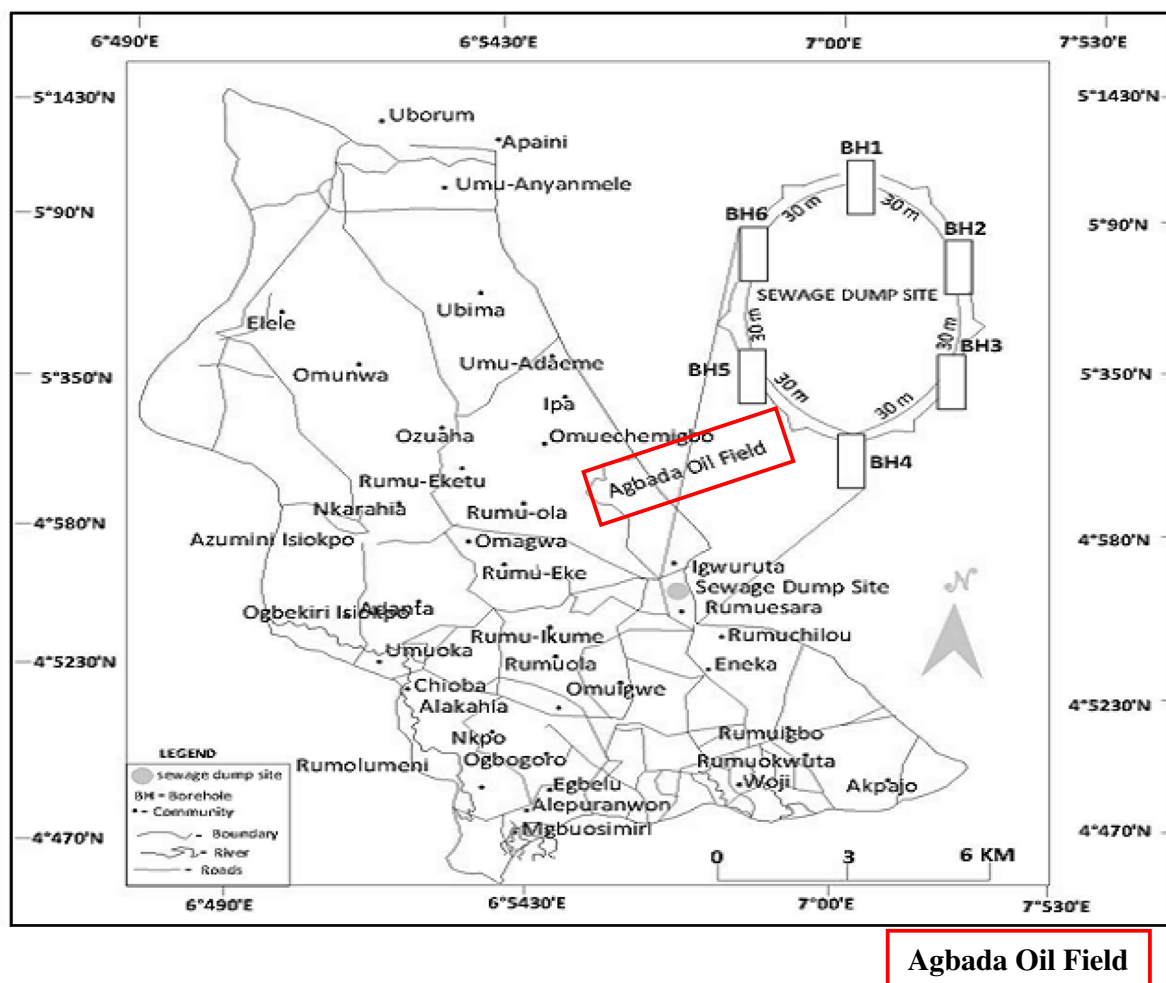 6°490'E 6°5430'E 7°00'E 7°530'E
5°1430'N 5°1430'N
Uborum
Apaini
BH1
Umu-Anyanmele
30 m 30 m
5°90'N 5°90'N
BH6 BH2
SEWAGE DUMP SITE
Ubima
Elele
30 m 30 m
BH3
Umu-Adaeme
BH5
5°350'N 5°350'N
Omunwa
30 m 30 m
Ipa
Ozuaha
Omuechemigbo
BH4
Agbada Oil Field
Rumu-Eketu
Nkarahia
Rumu-ola
4°580'N 4°580'N
Azumini Isiokpo
Omagwa
Igwuruta
Rumu-Eke
Sewage Dump Site
N
Ogbekiri Isiokpo
Adanta
Rumuesara
Rumu-Ikume
Rumuchilou
Umuoka
4°5230'N
Rumuola
Eneka
Chioba
Omuigwe
Alakahia
4°5230'N
Nkpo
Rumuigbo
LEGEND
Ogbogoro
Rumuokwuta
Rumolumeni
sewage dump site
Egbelu
Woji
Akpajo
BH - Borehole
Alepuranwon
- Community
Mgbuosimiri
- Boundary
4°470'N 4°470'N
- River
- Roads
0 3 6 KM
6°490'E 6°5430'E 7°00'E 7°530'E
Agbada Oil Field